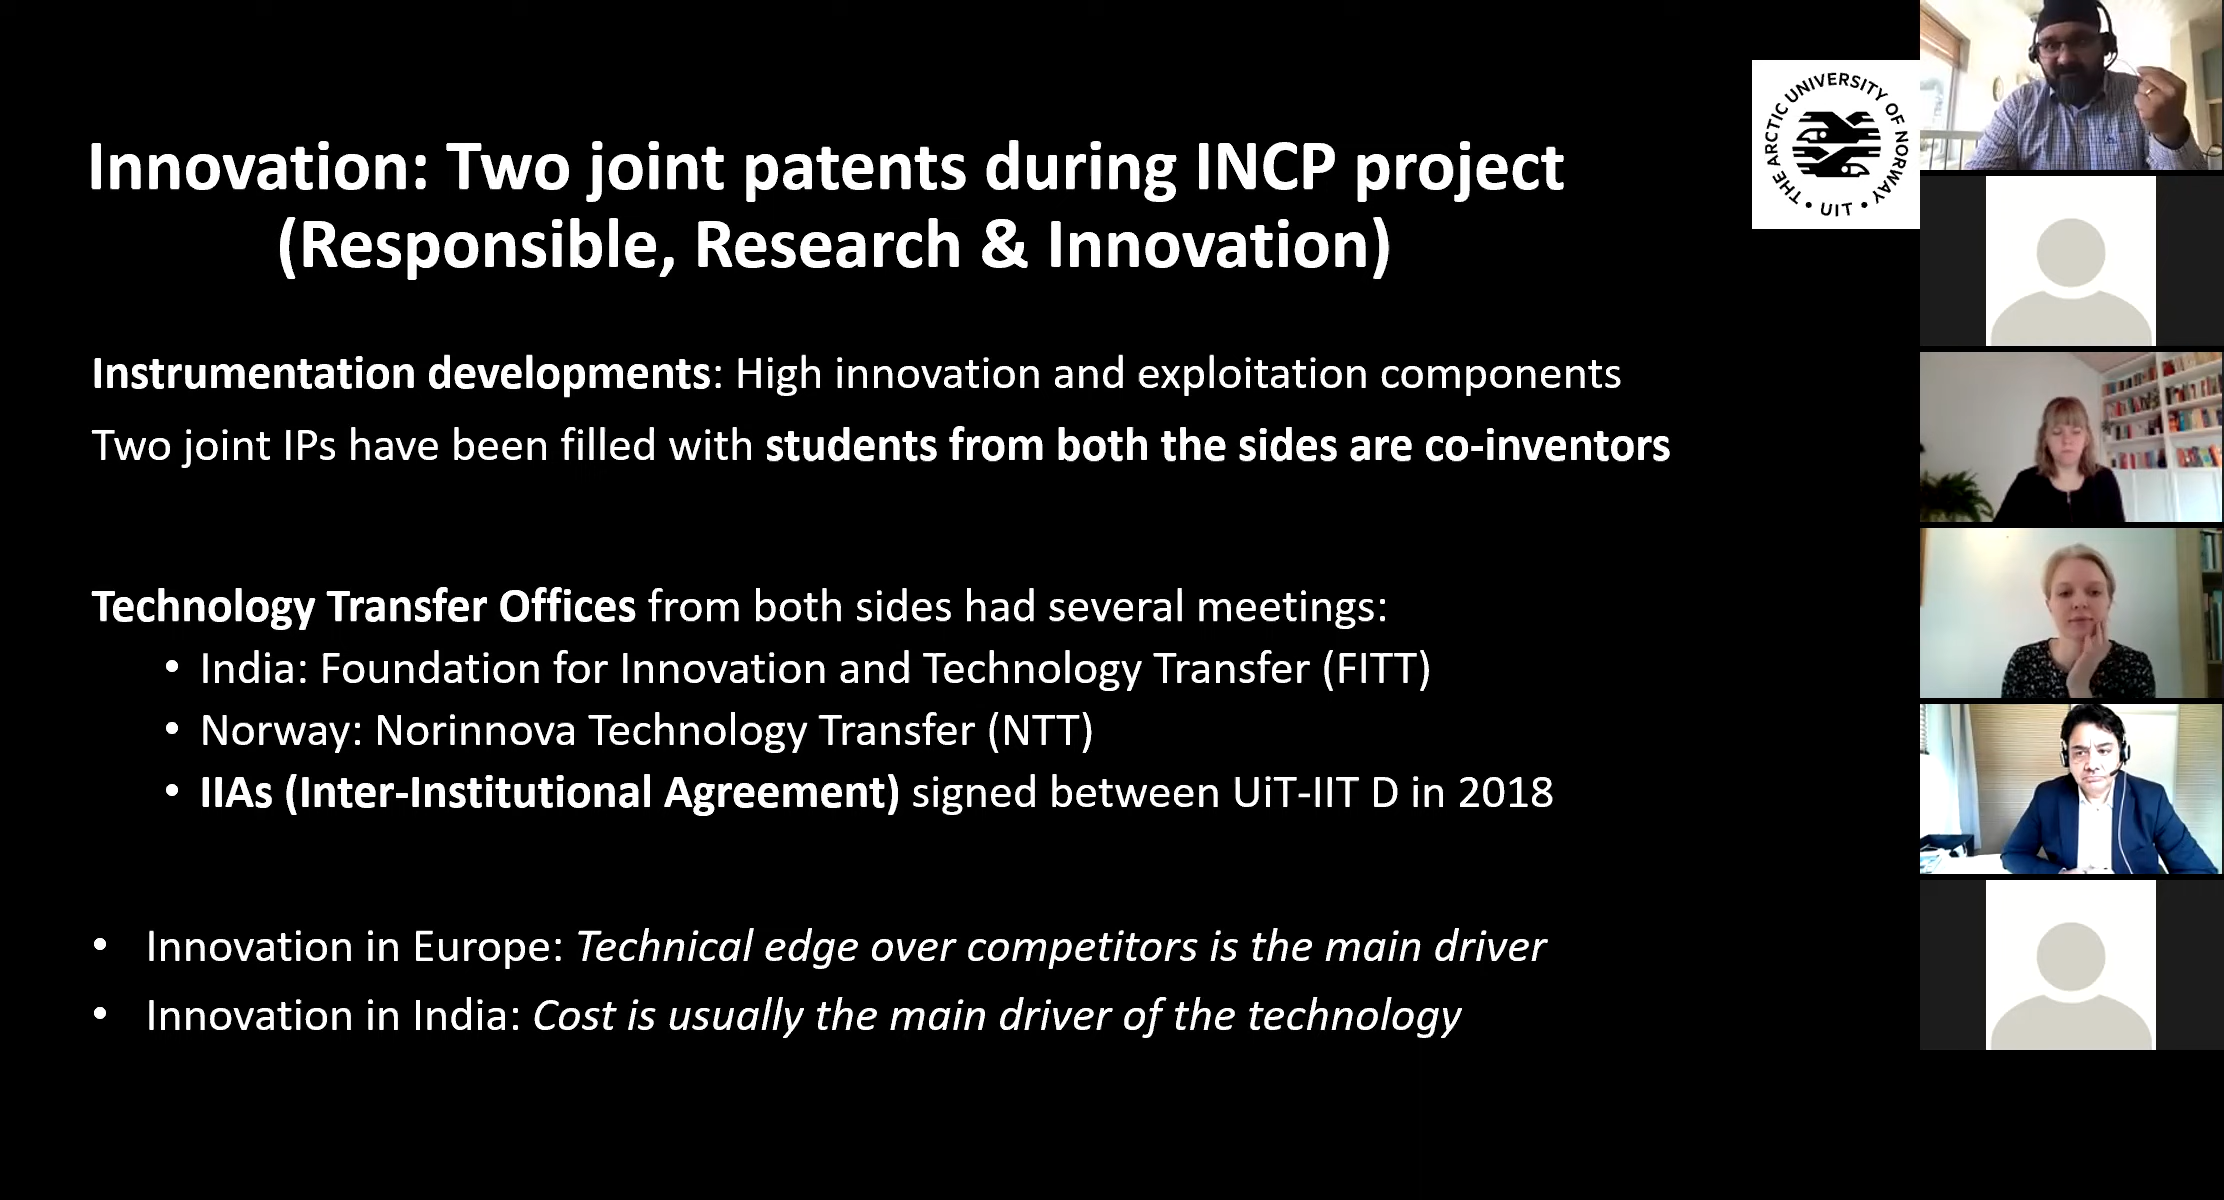 Innovation: Two joint patents during INCP project
(Responsible, Research & Innovation)
THE ARCTIC UNIVERSITY OF NORWAY • UIT •
Instrumentation developments: High innovation and exploitation components
Two joint IPs have been filled with students from both the sides are co-inventors
Technology Transfer Offices from both sides had several meetings:
• India: Foundation for Innovation and Technology Transfer (FITT)
• Norway: Norinnova Technology Transfer (NTT)
• IIAs (Inter-Institutional Agreement) signed between UiT-IIT D in 2018
• Innovation in Europe: Technical edge over competitors is the main driver
• Innovation in India: Cost is usually the main driver of the technology